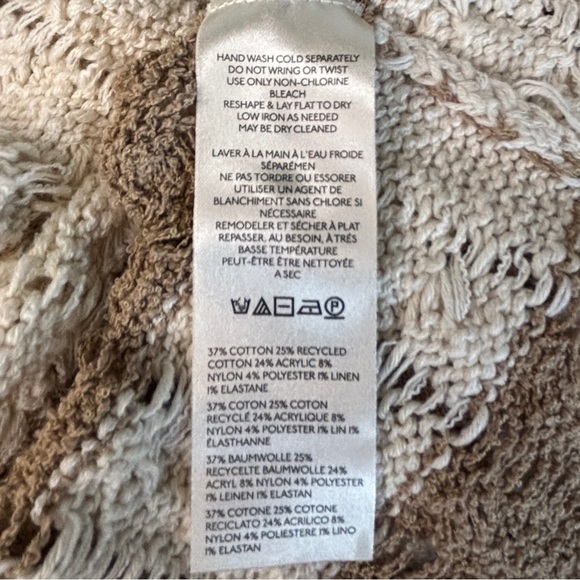 HAND WASH COLD SEPARATELY
DO NOT WRING OR TWIST
USE ONLY NON-CHLORINE
BLEACH
RESHAPE & LAY FLAT TO DRY
LOW IRON AS NEEDED
MAY BE DRY CLEANED
LAVER À LA MAIN À L'EAU FROIDE
SÉPARÉMEN
NE PAS TORDRE OU ESSORER
UTILISER UN AGENT DE
BLANCHIMENT SANS CHLORE SI
NÉCESSAIRE
REMODELER ET SÉCHER À PLAT
REPASSER, AU BESOIN, À TRÉS
BASSE TEMPÉRATURE
PEUT-ÊTRE ÊTRE NETTOYÉE
A SEC
P
37% COTTON 25% RECYCLED
COTTON 24% ACRYLIC 8%
NYLON 4% POLYESTER 1% LINEN
1% ELASTANE
37% COTON 25% COTON
RECYCLÉ 24% ACRYLIQUE 8%
NYLON 4% POLYESTER 1% LIN 1%
ÉLASTHANNE
37% BAUMWOLLE 25%
RECYCELTE BAUMWOLLE 24%
ACRYL 8% NYLON 4% POLYESTER
1% LEINEN 1% ELASTAN
37% COTONE 25% COTONE
RICICLATO 24% ACRILICO 8%
NYLON 4% POLIESTERE 1% LINO
1% ELASTAN